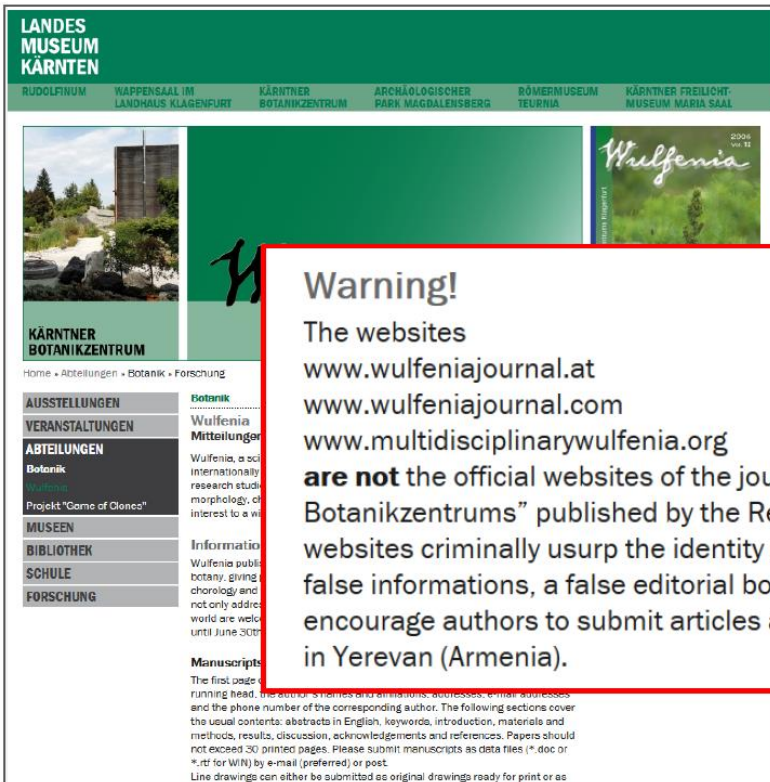 LANDES
MUSEUM
KÄRNTEN
RUDOLFINUM
WAPPENSAAL IM
LANDHAUS KLAGENFURT
KÄRNTNER
BOTANIKZENTRUM
ARCHÄOLOGISCHER
PARK MAGDALENSBERG
RÖMERMUSEUM
TEURNIA
KÄRNTNER FREILICHT-
MUSEUM MARIA SAAL
2006
Vol. 13
Wulfenia
KÄRNTNER
BOTANIKZENTRUM
Home • Abteilungen • Botanik • Forschung
AUSSTELLUNGEN
VERANSTALTUNGEN
ABTEILUNGEN
Botanik
Wulfenia
Projekt "Game of Clones"
MUSEEN
BIBLIOTHEK
SCHULE
FORSCHUNG
Botanik
Wulfenia
Mitteilungen
Wulfenia, a sci
internationally
research studi
morphology, ch
interest to a wi
Informatio
Wulfenia publi
botany, giving
chorology and
not only addre
world are welc
until June 30th
Manuscripts
The first page
running head, the author's names and affiliations, addresses, e-mail addresses
and the phone number of the corresponding author. The following sections cover
the usual contents: abstracts in English, keywords, introduction, materials and
methods, results, discussion, acknowledgements and references. Papers should
not exceed 30 printed pages. Please submit manuscripts as data files (*.doc or
*.rtf for WIN) by e-mail (preferred) or post.
Line drawings can either be submitted as original drawings ready for print or as
Warning!
The websites
www.wulfeniajournal.at
www.wulfeniajournal.com
www.multidisciplinarywulfenia.org
are not the official websites of the jou
Botanikzentrums” published by the Re
websites criminally usurp the identity
false informations, a false editorial bo
encourage authors to submit articles a
in Yerevan (Armenia).